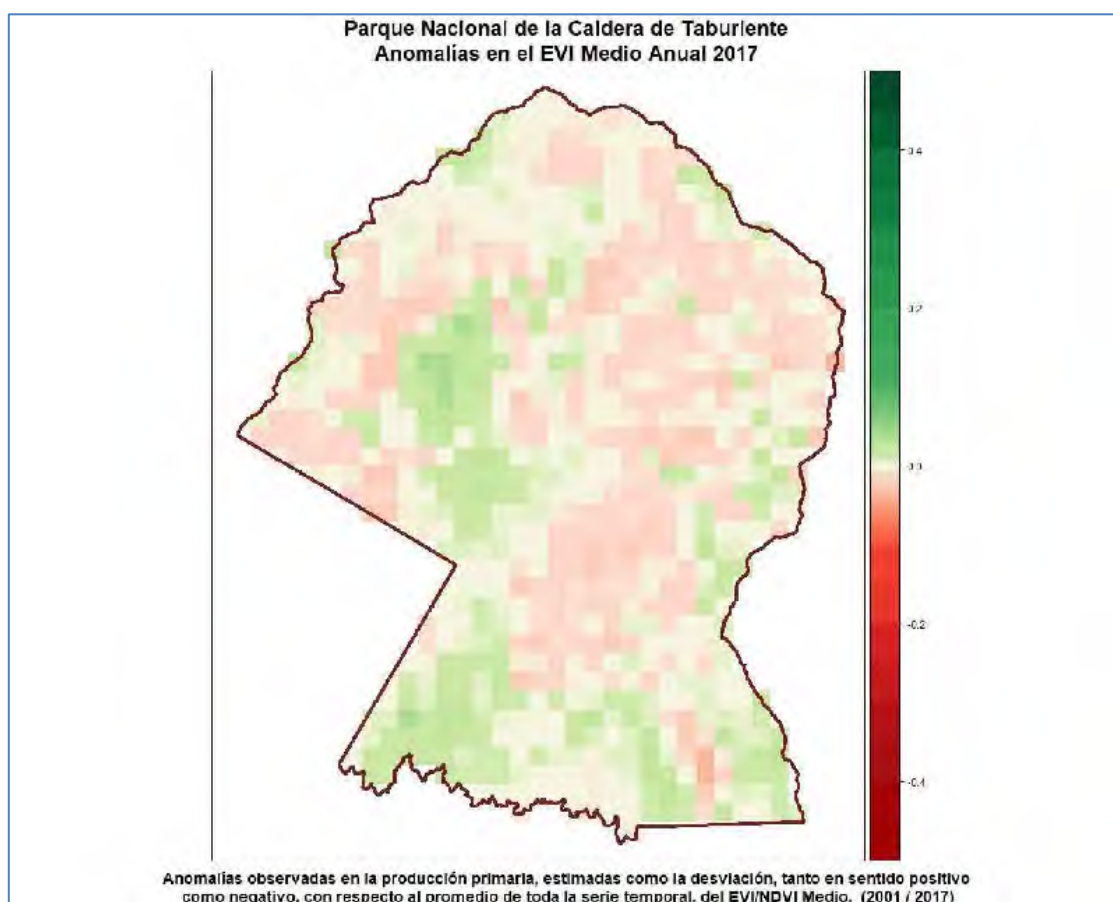 Parque Nacional de la Caldera de Taburiente
Anomalías en el EVI Medio Anual 2017
0.4
0.2
0.0
-0.2
-0.4
Anomalías observadas en la producción primaria, estimadas como la desviación, tanto en sentido positivo
como negativo, con respecto al promedio de toda la serie temporal, del EVI/NDVI Medio. (2001 / 2017)